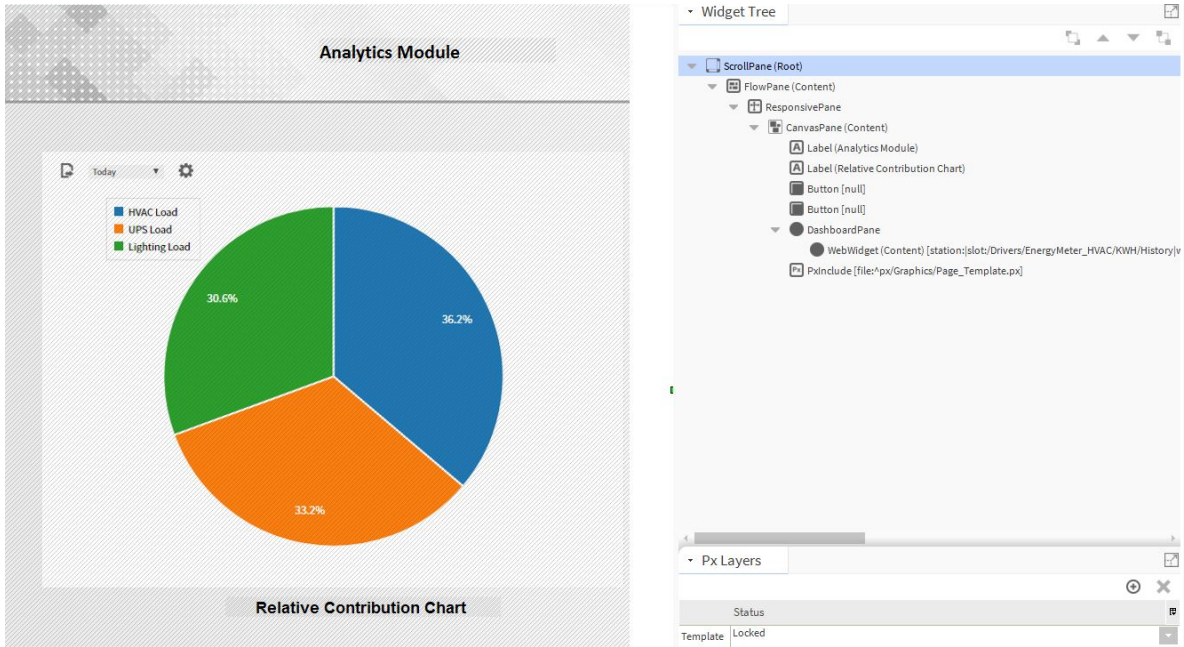 Analytics Module
Today
HVAC Load
UPS Load
Lighting Load
30.6%
36.2%
33.2%
Relative Contribution Chart
Widget Tree
ScrollPane (Root)
FlowPane (Content)
ResponsivePane
CanvasPane (Content)
Label (Analytics Module)
Label (Relative Contribution Chart)
Button [null]
Button [null]
DashboardPane
WebWidget (Content) [station:|slot:/Drivers/EnergyMeter_HVAC/KWH/History|v
PxInclude [file:^px/Graphics/Page_Template.px]
Px Layers
Status
Template Locked